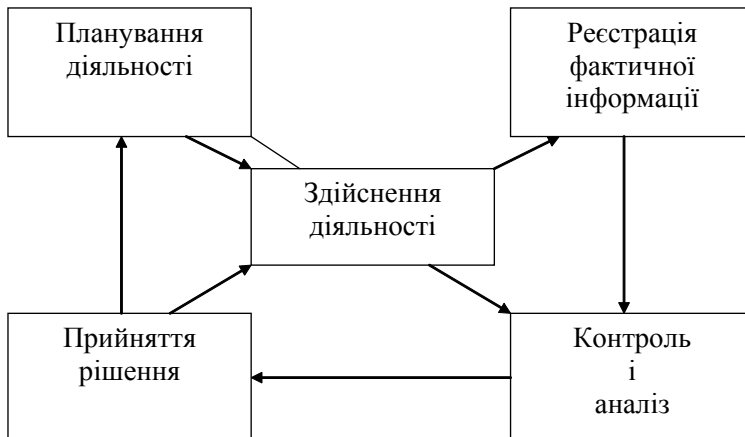 Планування
діяльності
Реєстрація
фактичної
інформації
Здійснення
діяльності
Прийняття
рішення
Контроль
і
аналіз